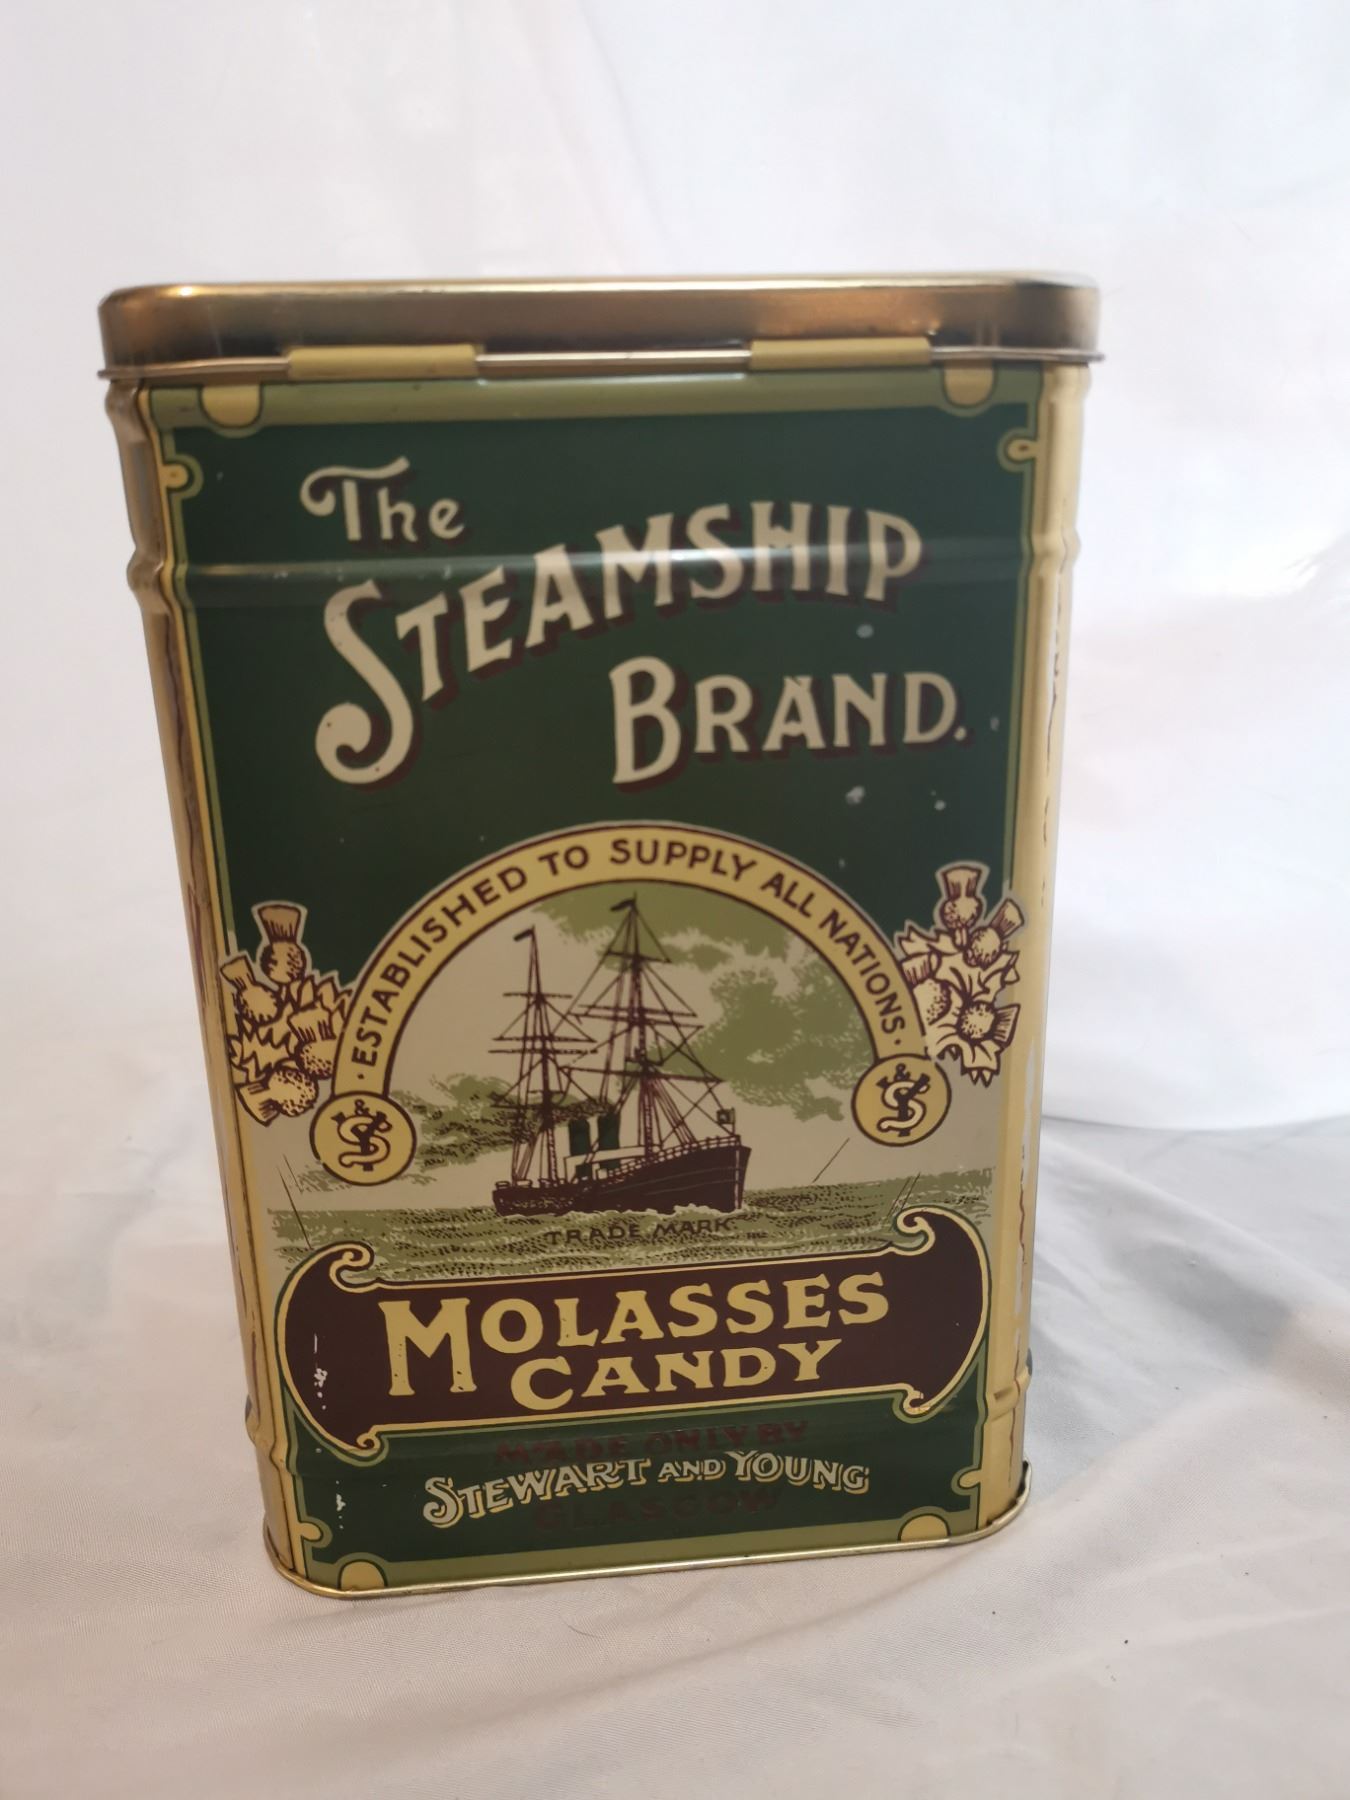 The
STEAMSHIP
BRAND.
· ESTABLISHED TO SUPPLY ALL NATIONS ·
S&Y
S&Y
TRADE MARK
MOLASSES
CANDY
MADE ONLY BY
STEWART AND YOUNG
GLASGOW